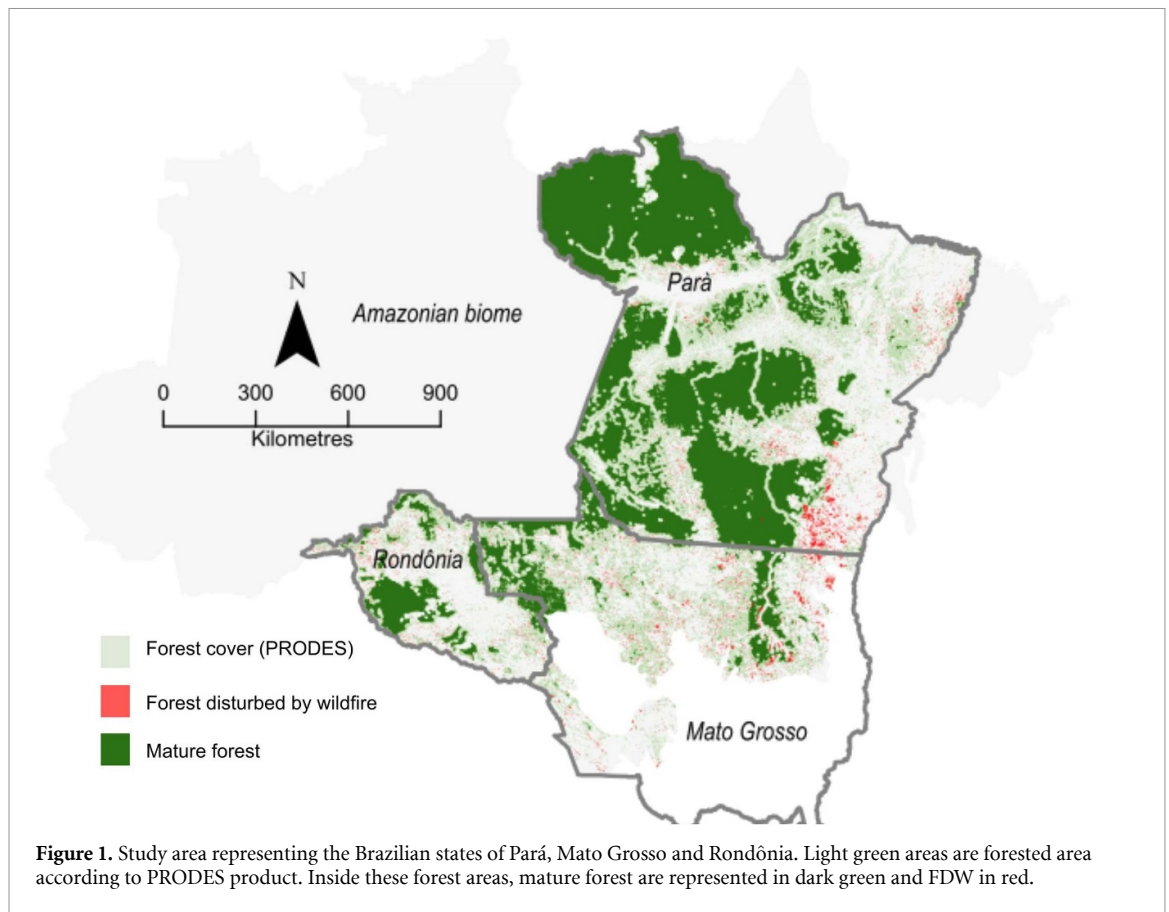 Parà
N
Amazonian biome
0 300 600 900
Kilometres
Rondônia
Forest cover (PRODES)
Forest disturbed by wildfire
Mature forest
Mato Grosso
Figure 1. Study area representing the Brazilian states of Pará, Mato Grosso and Rondônia. Light green areas are forested area
according to PRODES product. Inside these forest areas, mature forest are represented in dark green and FDW in red.